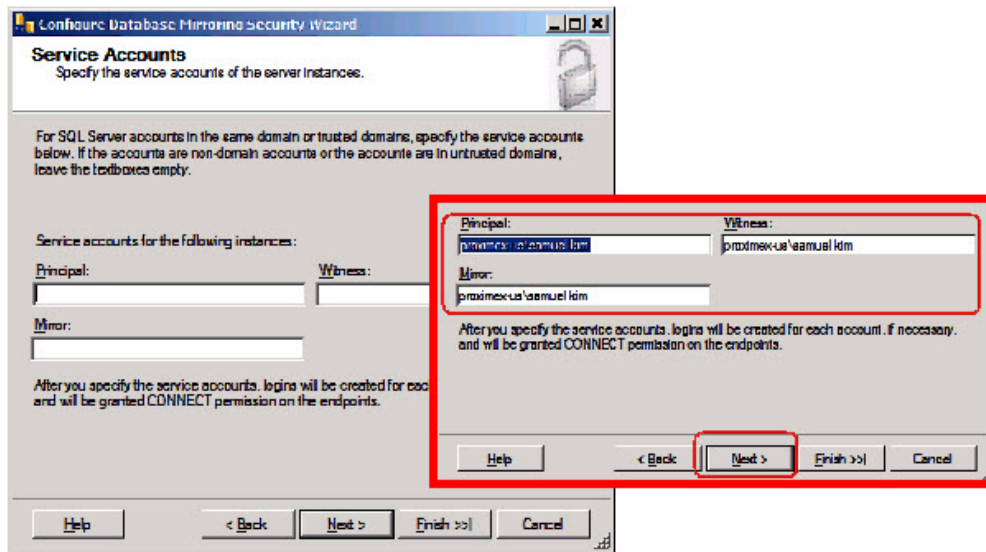 Configure Database Mirroring Security Wizard
Service Accounts
Specify the service accounts of the server instances.
For SQL Server accounts in the same domain or trusted domains, specify the service accounts
below. If the accounts are non-domain accounts or the accounts are in untrusted domains,
leave the textboxes empty.
Service accounts for the following instances:
Principal:
Witness:
Mirror:
After you specify the service accounts, logins will be created for eac
and will be granted CONNECT permission on the endpoints.
Help
< Back
Next >
Finish >>|
Cancel
Principal:
Witness:
proximex-us\samuel.kim
proximex-us\samuel.kim
Mirror:
proximex-us\samuel.kim
After you specify the service accounts, logins will be created for each account, if necessary,
and will be granted CONNECT permission on the endpoints.
Help
< Back
Next >
Finish >>|
Cancel